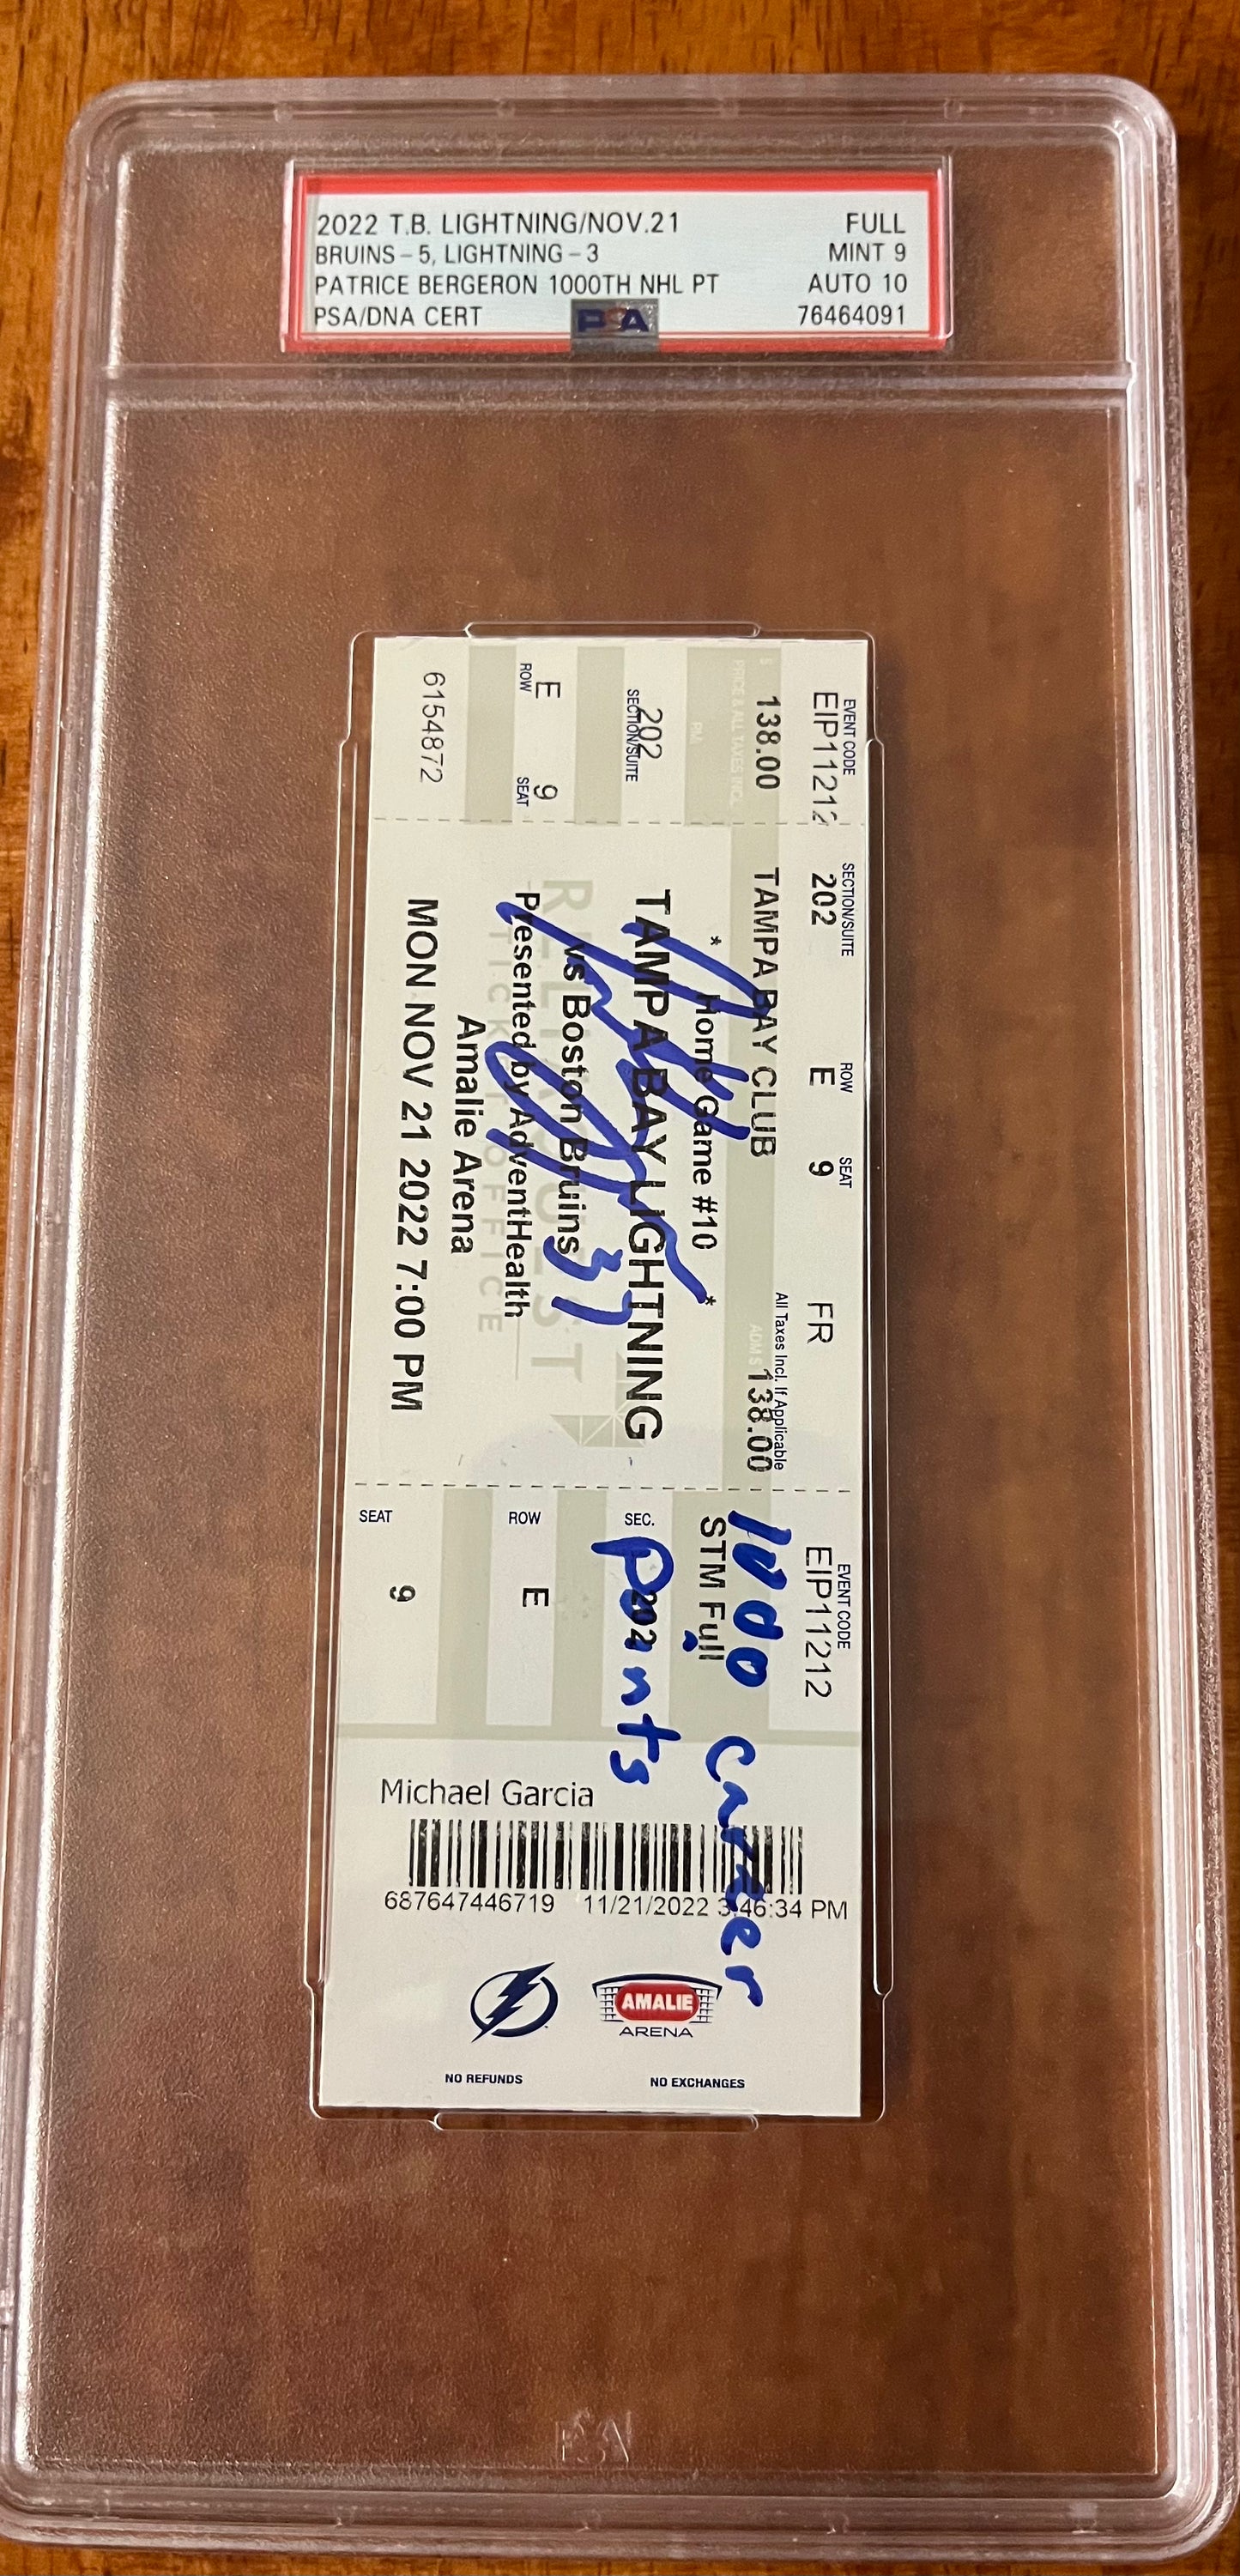 2022 T.B. LIGHTNING/NOV.21 FULL
BRUINS - 5, LIGHTNING - 3 MINT 9
PATRICE BERGERON 1000TH NHL PT AUTO 10
PSA/DNA CERT 76464091
PSA
EVENT CODE
EIP11212
138.00
PRICE & ALL TAXES INCL.
202
SECTION/SUITE
E 9
ROW SEAT
6154872
SECTION/SUITE ROW SEAT
202 E 9 FR
All Taxes Incl. If Applicable
TAMPA BAY CLUB 138.00
* Home Game #10 *
TAMPA BAY LIGHTNING
vs Boston Bruins
Presented by AdventHealth
Amalie Arena
MON NOV 21 2022 7:00 PM
RELIAQUEST
TICKET OFFICE
37
EVENT CODE
EIP11212
STM Full
SEC.
202
ROW
E
SEAT
9
1000 Career
Points
Michael Garcia
687647446719 11/21/2022 3:46:34 PM
AMALIE
ARENA
NO REFUNDS NO EXCHANGES
PSA